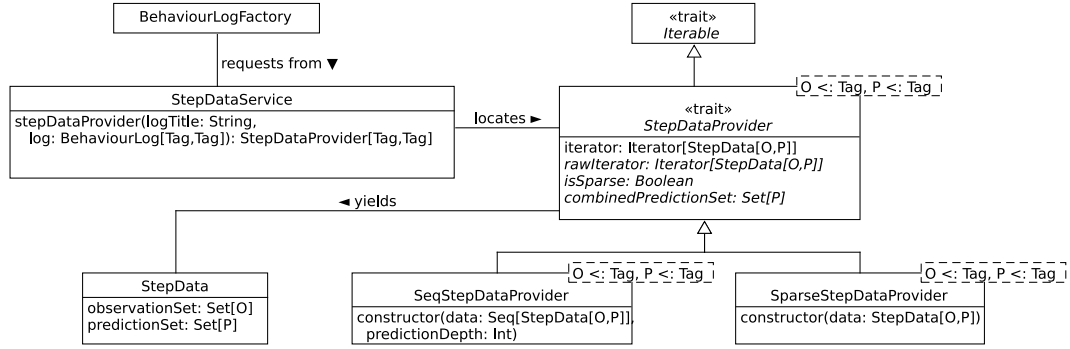 BehaviourLogFactory
«trait»
Iterable
requests from ▼
O <: Tag, P <: Tag
StepDataService
stepDataProvider(logTitle: String,
log: BehaviourLog[Tag,Tag]): StepDataProvider[Tag,Tag]
locates ►
«trait»
StepDataProvider
iterator: Iterator[StepData[O,P]]
rawIterator: Iterator[StepData[O,P]]
isSparse: Boolean
combinedPredictionSet: Set[P]
◄ yields
StepData
observationSet: Set[O]
predictionSet: Set[P]
O <: Tag, P <: Tag
SeqStepDataProvider
constructor(data: Seq[StepData[O,P]],
predictionDepth: Int)
O <: Tag, P <: Tag
SparseStepDataProvider
constructor(data: StepData[O,P])